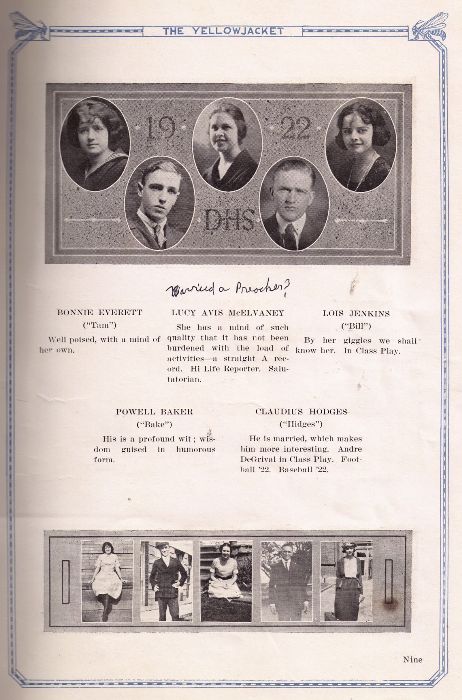 THE YELLOWJACKET
19 22
DHS
Married a Preacher?
BONNIE EVERETT
("Tam")
Well poised, with a mind of
her own.
LUCY AVIS McELVANEY
She has a mind of such
quality that it has not been
burdened with the load of
activities—a straight A rec-
ord. Hi Life Reporter. Salu-
tatorian.
LOIS JENKINS
("Bill")
By her giggles we shall
know her. In Class Play.
POWELL BAKER
("Bake")
His is a profound wit; wis-
dom guised in humorous
form.
CLAUDIUS HODGES
("Hidges")
He is married, which makes
him more interesting. Andre
DeGrival in Class Play. Foot-
ball '22. Baseball '22.
Nine